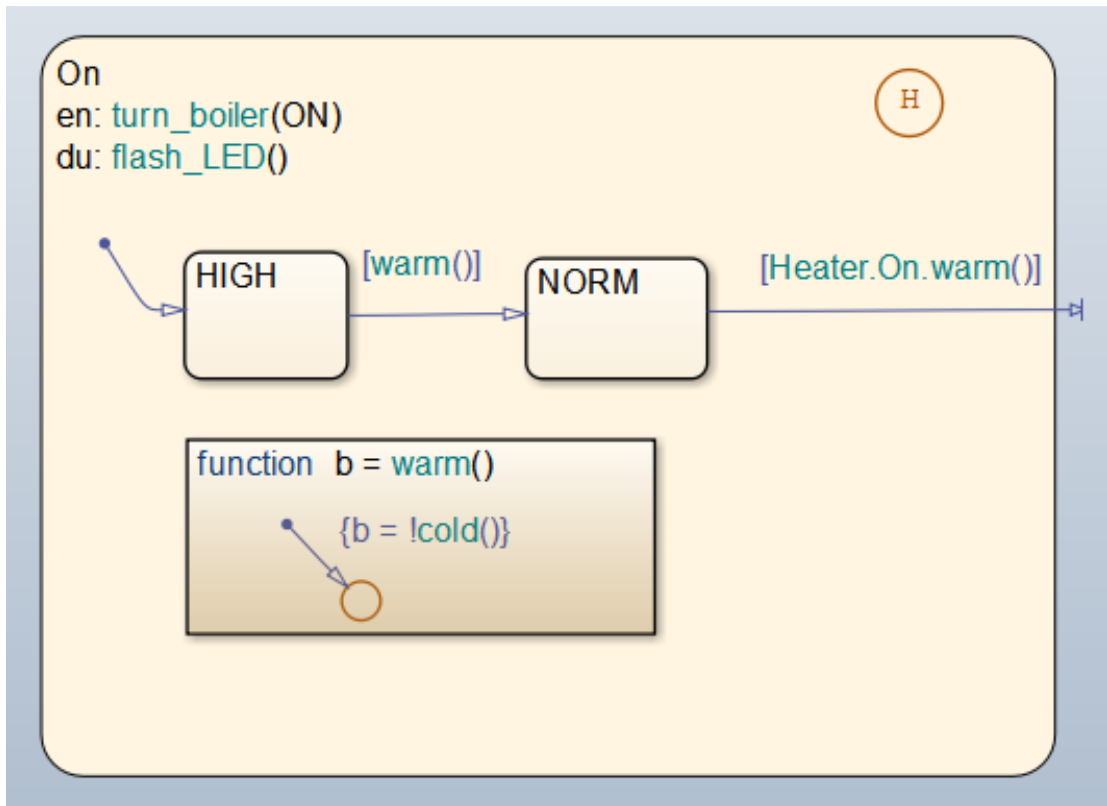 On
H
en: turn_boiler(ON)
du: flash_LED()
HIGH
[warm()]
NORM
[Heater.On.warm()]
function b = warm()
{b = !cold()}